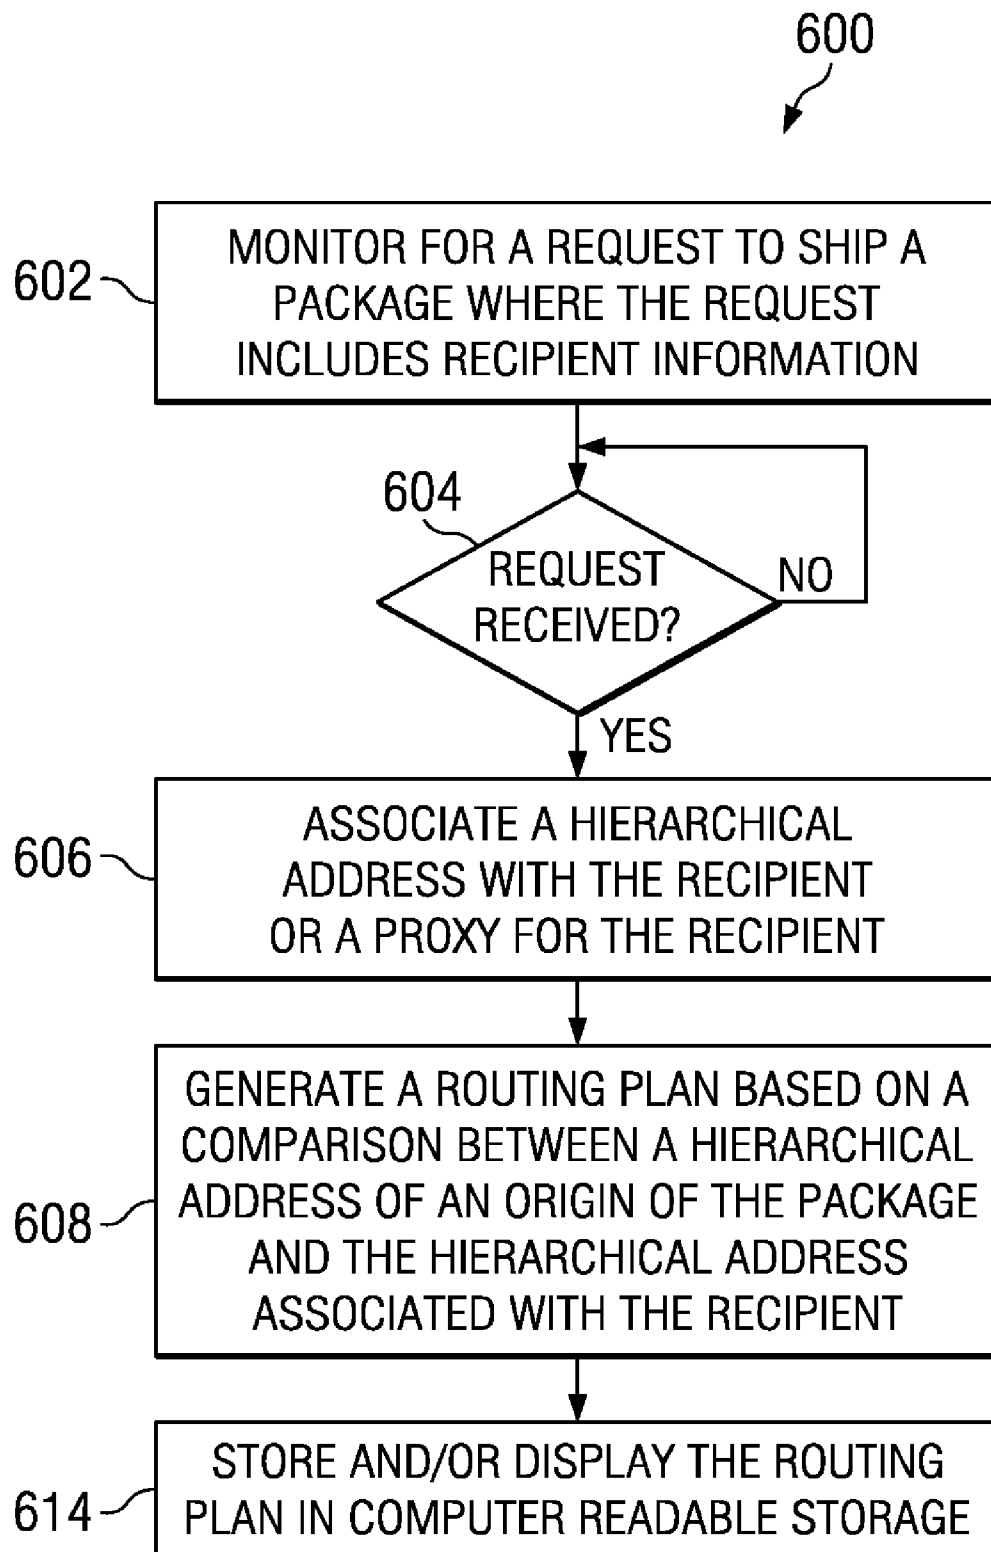 600
602
MONITOR FOR A REQUEST TO SHIP A
PACKAGE WHERE THE REQUEST
INCLUDES RECIPIENT INFORMATION
604
REQUEST
RECEIVED?
NO
YES
606
ASSOCIATE A HIERARCHICAL
ADDRESS WITH THE RECIPIENT
OR A PROXY FOR THE RECIPIENT
608
GENERATE A ROUTING PLAN BASED ON A
COMPARISON BETWEEN A HIERARCHICAL
ADDRESS OF AN ORIGIN OF THE PACKAGE
AND THE HIERARCHICAL ADDRESS
ASSOCIATED WITH THE RECIPIENT
614
STORE AND/OR DISPLAY THE ROUTING
PLAN IN COMPUTER READABLE STORAGE